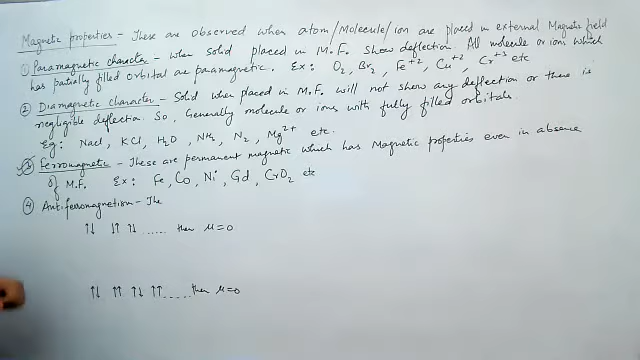 Magnetic properties - These are observed when atom/Molecule/ion are placed in external Magnetic field
① Paramagnetic character - When solid placed in M.F. show deflection. All molecule or ions which
has partially filled orbital are paramagnetic. Ex: O2, Br2, Fe+2, Cu+2, Cr+3 etc
② Diamagnetic character - Solid when placed in M.F. will not show any deflection or there is
negligible deflection. So, Generally molecule or ions with fully filled orbitals.
Eg: NaCl, KCl, H2O, NH3, N2, Mg2+ etc.
③ Ferromagnetic - These are permanent magnetic which has Magnetic properties even in absence
of M.F. Ex: Fe, Co, Ni, Gd, CrO2 etc
④ Antiferromagnetism - The
↑↓ ↓↑ ↑↓ ...... then μ=0
↑↓ ↑↑ ↑↓ ↑↑ ..... then μ=0